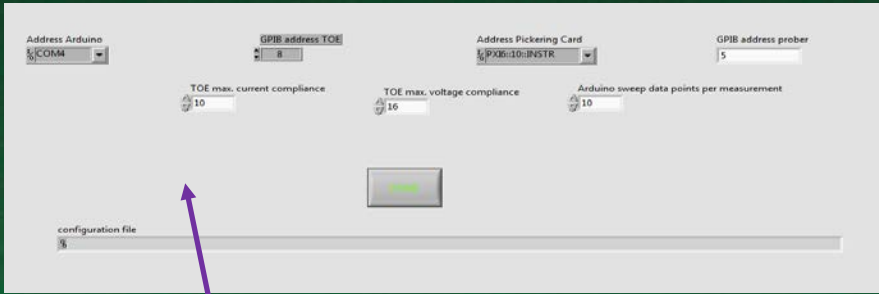 Address Arduino
COM4
GPIB address TOE
8
Address Pickering Card
PXI6::10::INSTR
GPIB address prober
5
TOE max. current compliance
10
TOE max. voltage compliance
16
Arduino sweep data points per measurement
10
configuration file